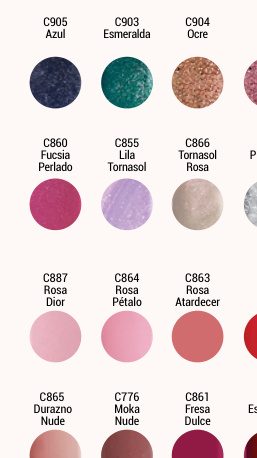 C905 C903 C904
Azul Esmeralda Ocre
C860 C855 C866
Fucsia Lila Tornasol P
Perlado Tornasol Rosa
C887 C864 C863
Rosa Rosa Rosa
Dior Pétalo Atardecer
C865 C776 C861
Durazno Moka Fresa Es
Nude Nude Dulce